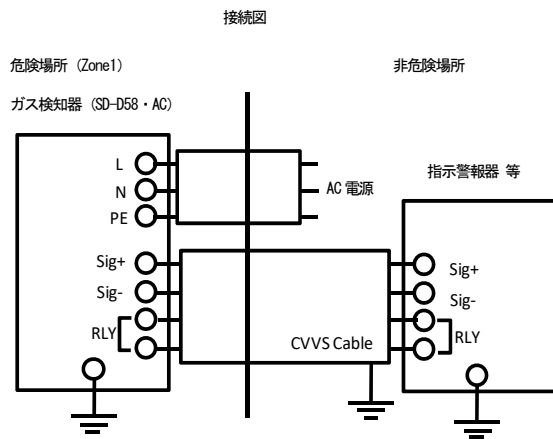 接続図
危険場所（Zone1）
非危険場所
ガス検知器（SD-D58・AC）
指示警報器 等
L
N
PE
AC 電源
Sig+
Sig-
RLY
CVVS Cable
Sig+
Sig-
RLY